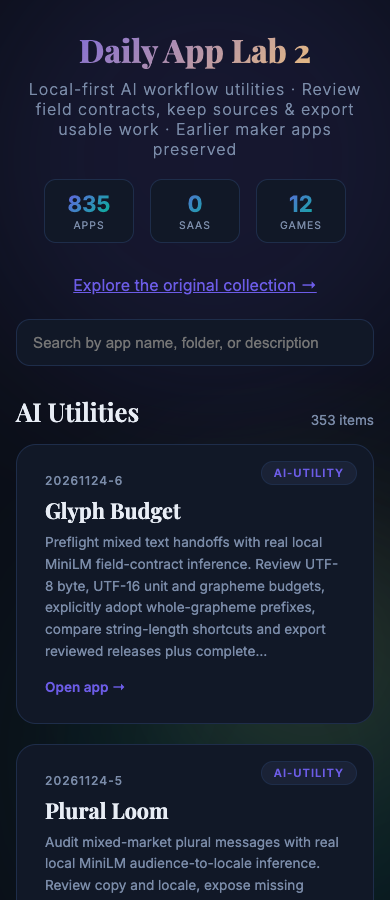 Daily App Lab 2
Local-first AI workflow utilities · Review
field contracts, keep sources & export
usable work · Earlier maker apps
preserved
835
APPS
0
SAAS
12
GAMES
Explore the original collection →
Search by app name, folder, or description
AI Utilities
353 items
20261124-6
AI-UTILITY
Glyph Budget
Preflight mixed text handoffs with real local
MiniLM field-contract inference. Review UTF-
8 byte, UTF-16 unit and grapheme budgets,
explicitly adopt whole-grapheme prefixes,
compare string-length shortcuts and export
reviewed releases plus complete...
Open app →
20261124-5
AI-UTILITY
Plural Loom
Audit mixed-market plural messages with real
local MiniLM audience-to-locale inference.
Review copy and locale, expose missing